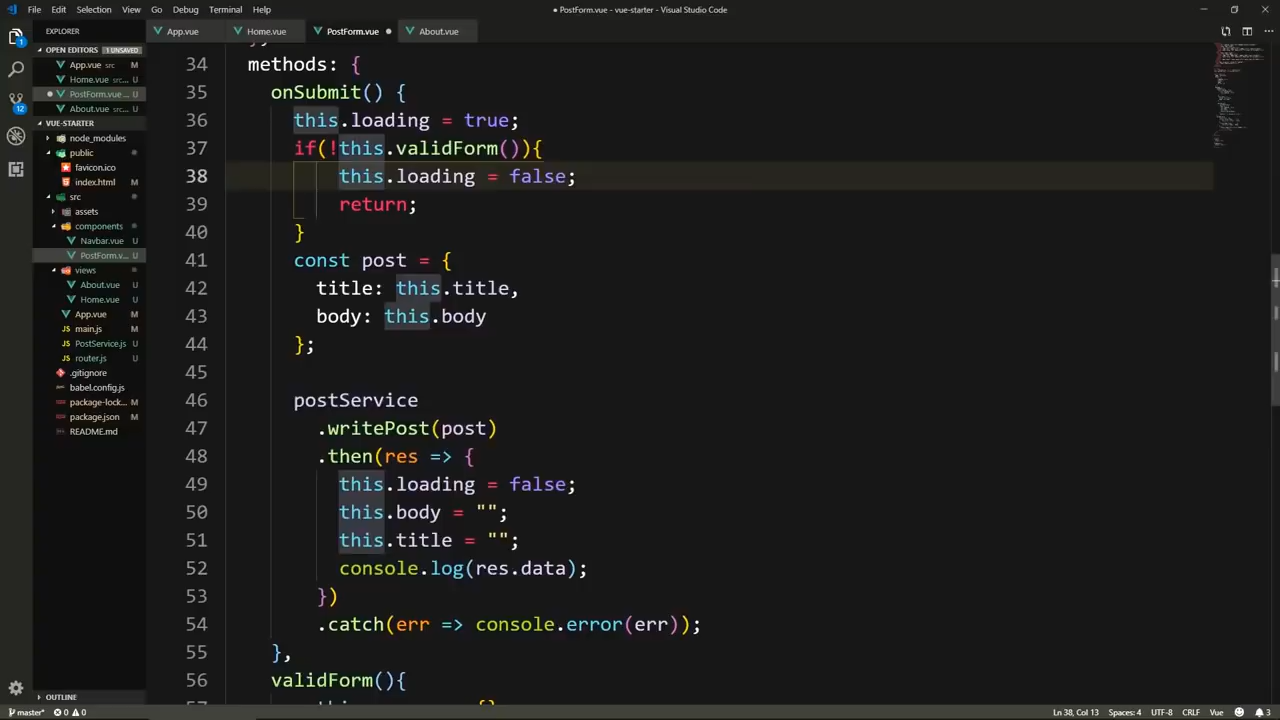 File Edit Selection View Go Debug Terminal Help
● PostForm.vue - vue-starter - Visual Studio Code
EXPLORER
App.vue
Home.vue
PostForm.vue ●
About.vue
OPEN EDITORS 1 UNSAVED
App.vue src
Home.vue src...
PostForm.vue ...
About.vue src...
VUE-STARTER
node_modules
public
favicon.ico
index.html U
src
assets
components
Navbar.vue U
PostForm.v... U
views
About.vue U
Home.vue U
App.vue M
main.js U
PostService.js U
router.js U
.gitignore
babel.config.js
package-lock... M
package.json M
README.md
OUTLINE
1
12
34 methods: {
35 onSubmit() {
36 this.loading = true;
37 if(!this.validForm()){
38 this.loading = false;
39 return;
40 }
41 const post = {
42 title: this.title,
43 body: this.body
44 };
45
46 postService
47 .writePost(post)
48 .then(res => {
49 this.loading = false;
50 this.body = "";
51 this.title = "";
52 console.log(res.data);
53 })
54 .catch(err => console.error(err));
55 },
56 validForm(){
master* 0 0
Ln 38, Col 13 Spaces: 4 UTF-8 CRLF Vue 3